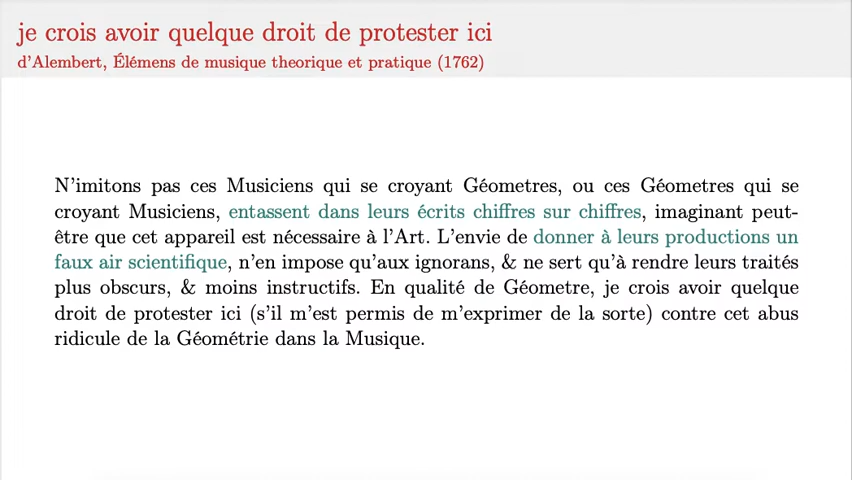 je crois avoir quelque droit de protester ici
d'Alembert, Élémens de musique theorique et pratique (1762)
N'imitons pas ces Musiciens qui se croyant Géometres, ou ces Géometres qui se
croyant Musiciens, entassent dans leurs écrits chiffres sur chiffres, imaginant peut-
être que cet appareil est nécessaire à l'Art. L'envie de donner à leurs productions un
faux air scientifique, n'en impose qu'aux ignorans, & ne sert qu'à rendre leurs traités
plus obscurs, & moins instructifs. En qualité de Géometre, je crois avoir quelque
droit de protester ici (s'il m'est permis de m'exprimer de la sorte) contre cet abus
ridicule de la Géométrie dans la Musique.